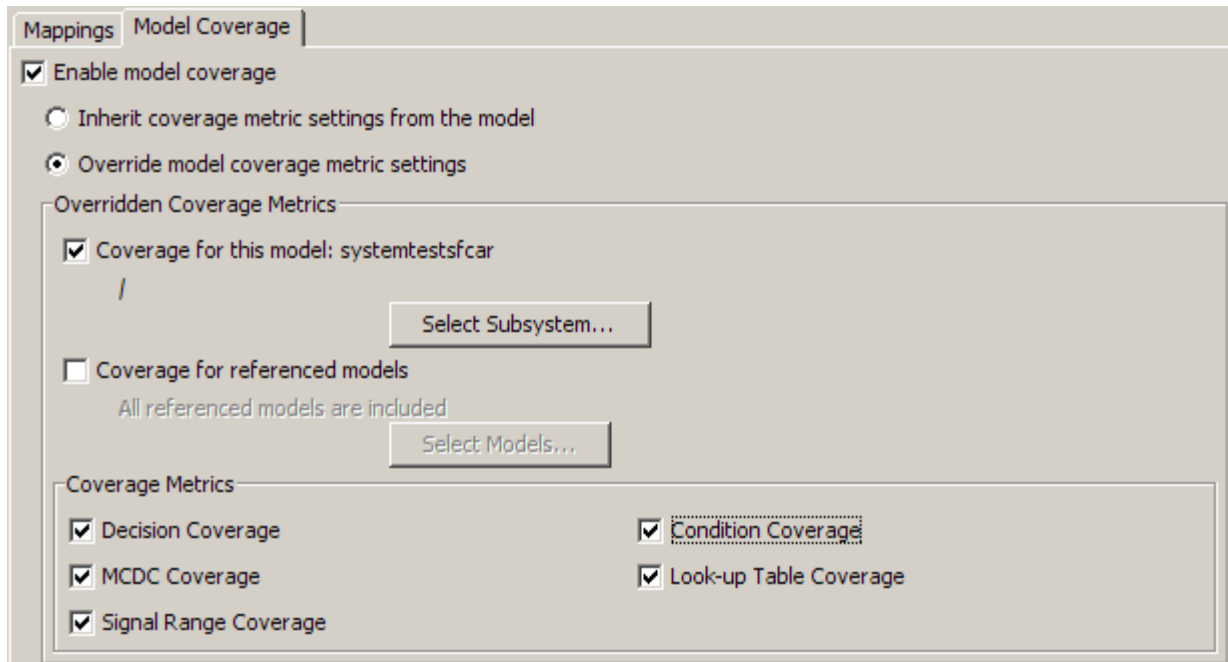 Mappings Model Coverage
Enable model coverage
Inherit coverage metric settings from the model
Override model coverage metric settings
Overridden Coverage Metrics
Coverage for this model: systemtestsfcar
/
Select Subsystem...
Coverage for referenced models
All referenced models are included
Select Models...
Coverage Metrics
Decision Coverage Condition Coverage
MCDC Coverage Look-up Table Coverage
Signal Range Coverage